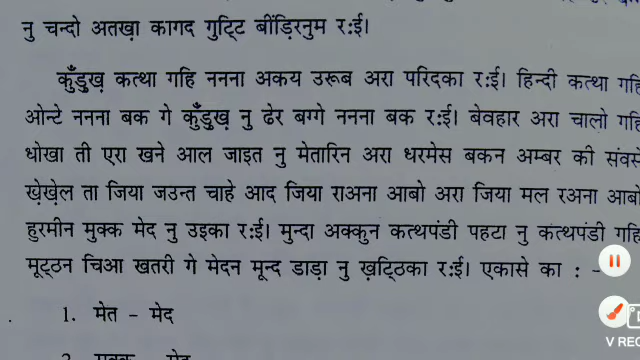 नु चन्दो अतख़ा कागद गुट्टि बींड़िरनुम र:ई।
कुँड़ुख़ कत्था गहि ननना अकय उरूब अरा परिदका र:ई। हिन्दी कत्था गहि
ओन्टे ननना बक गे कुँड़ुख़ नु ढेर बग्गे ननना बक र:ई। बेवहार अरा चालो गहि
धोखा ती एरा खने आल जाइत नु मेतारिन अरा धरमेस बकन अम्बर की संवसे
खे़खे़ल ता जिया जउन्त चाहे आद जिया राअना आबो अरा जिया मल रअना आबो
हुरमीन मुक्क मेद नु उइका र:ई। मुन्दा अक्कुन कत्थपंडी पहटा नु कत्थपंडी गहि
मूट्ठन चिआ खतरी गे मेदन मून्द डाड़ा नु ख़ट्ठिका र:ई। एकासे का : -
1. मेत - मेद
V REC